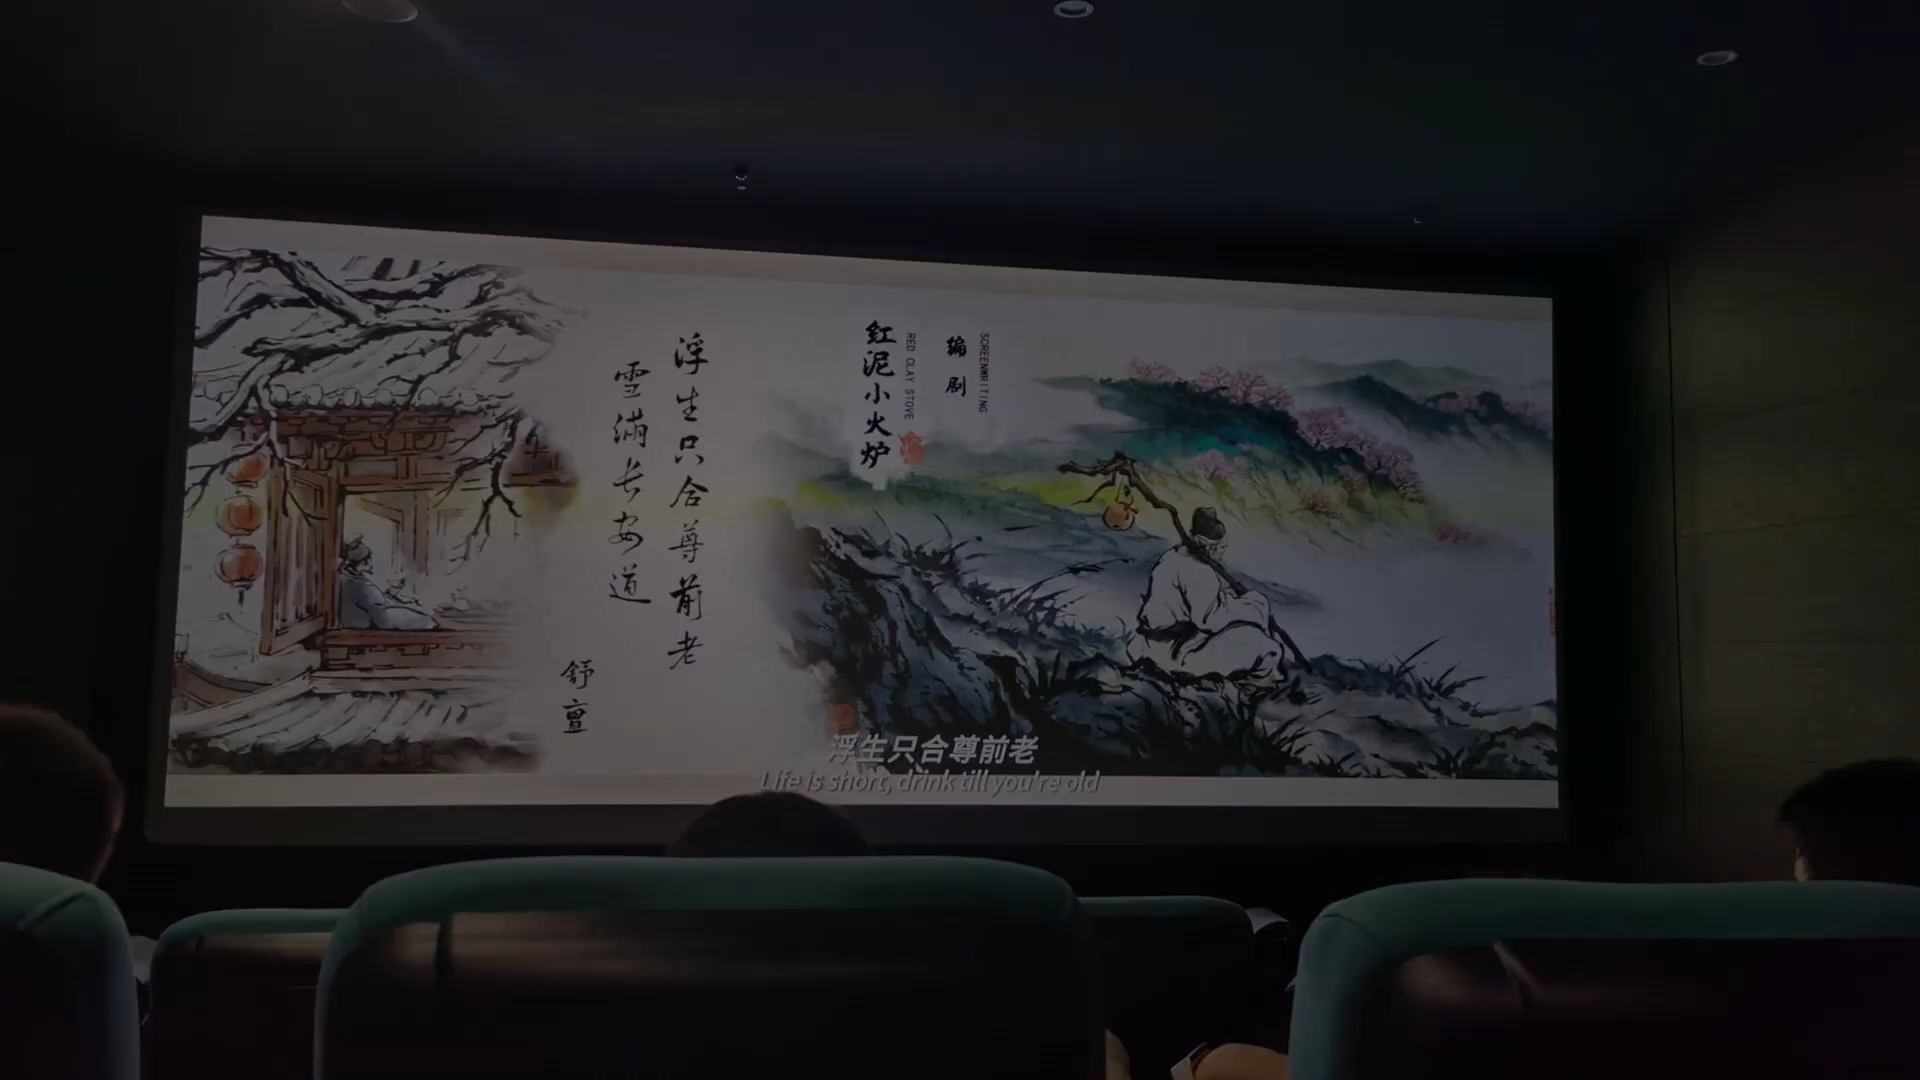 浮生只合尊前老
雪满长安道
舒亶
编剧
SCREENWRITING
红泥小火炉
RED CLAY STOVE
浮生只合尊前老
Life is short, drink till you're old